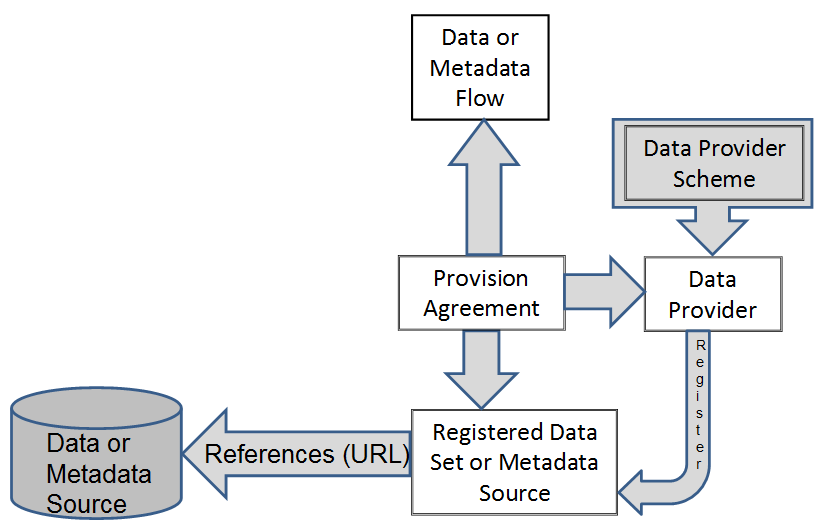 Data or
Metadata
Flow
Data Provider
Scheme
Provision
Agreement
Data
Provider
Register
Registered Data
Set or Metadata
Source
References (URL)
Data or
Metadata
Source